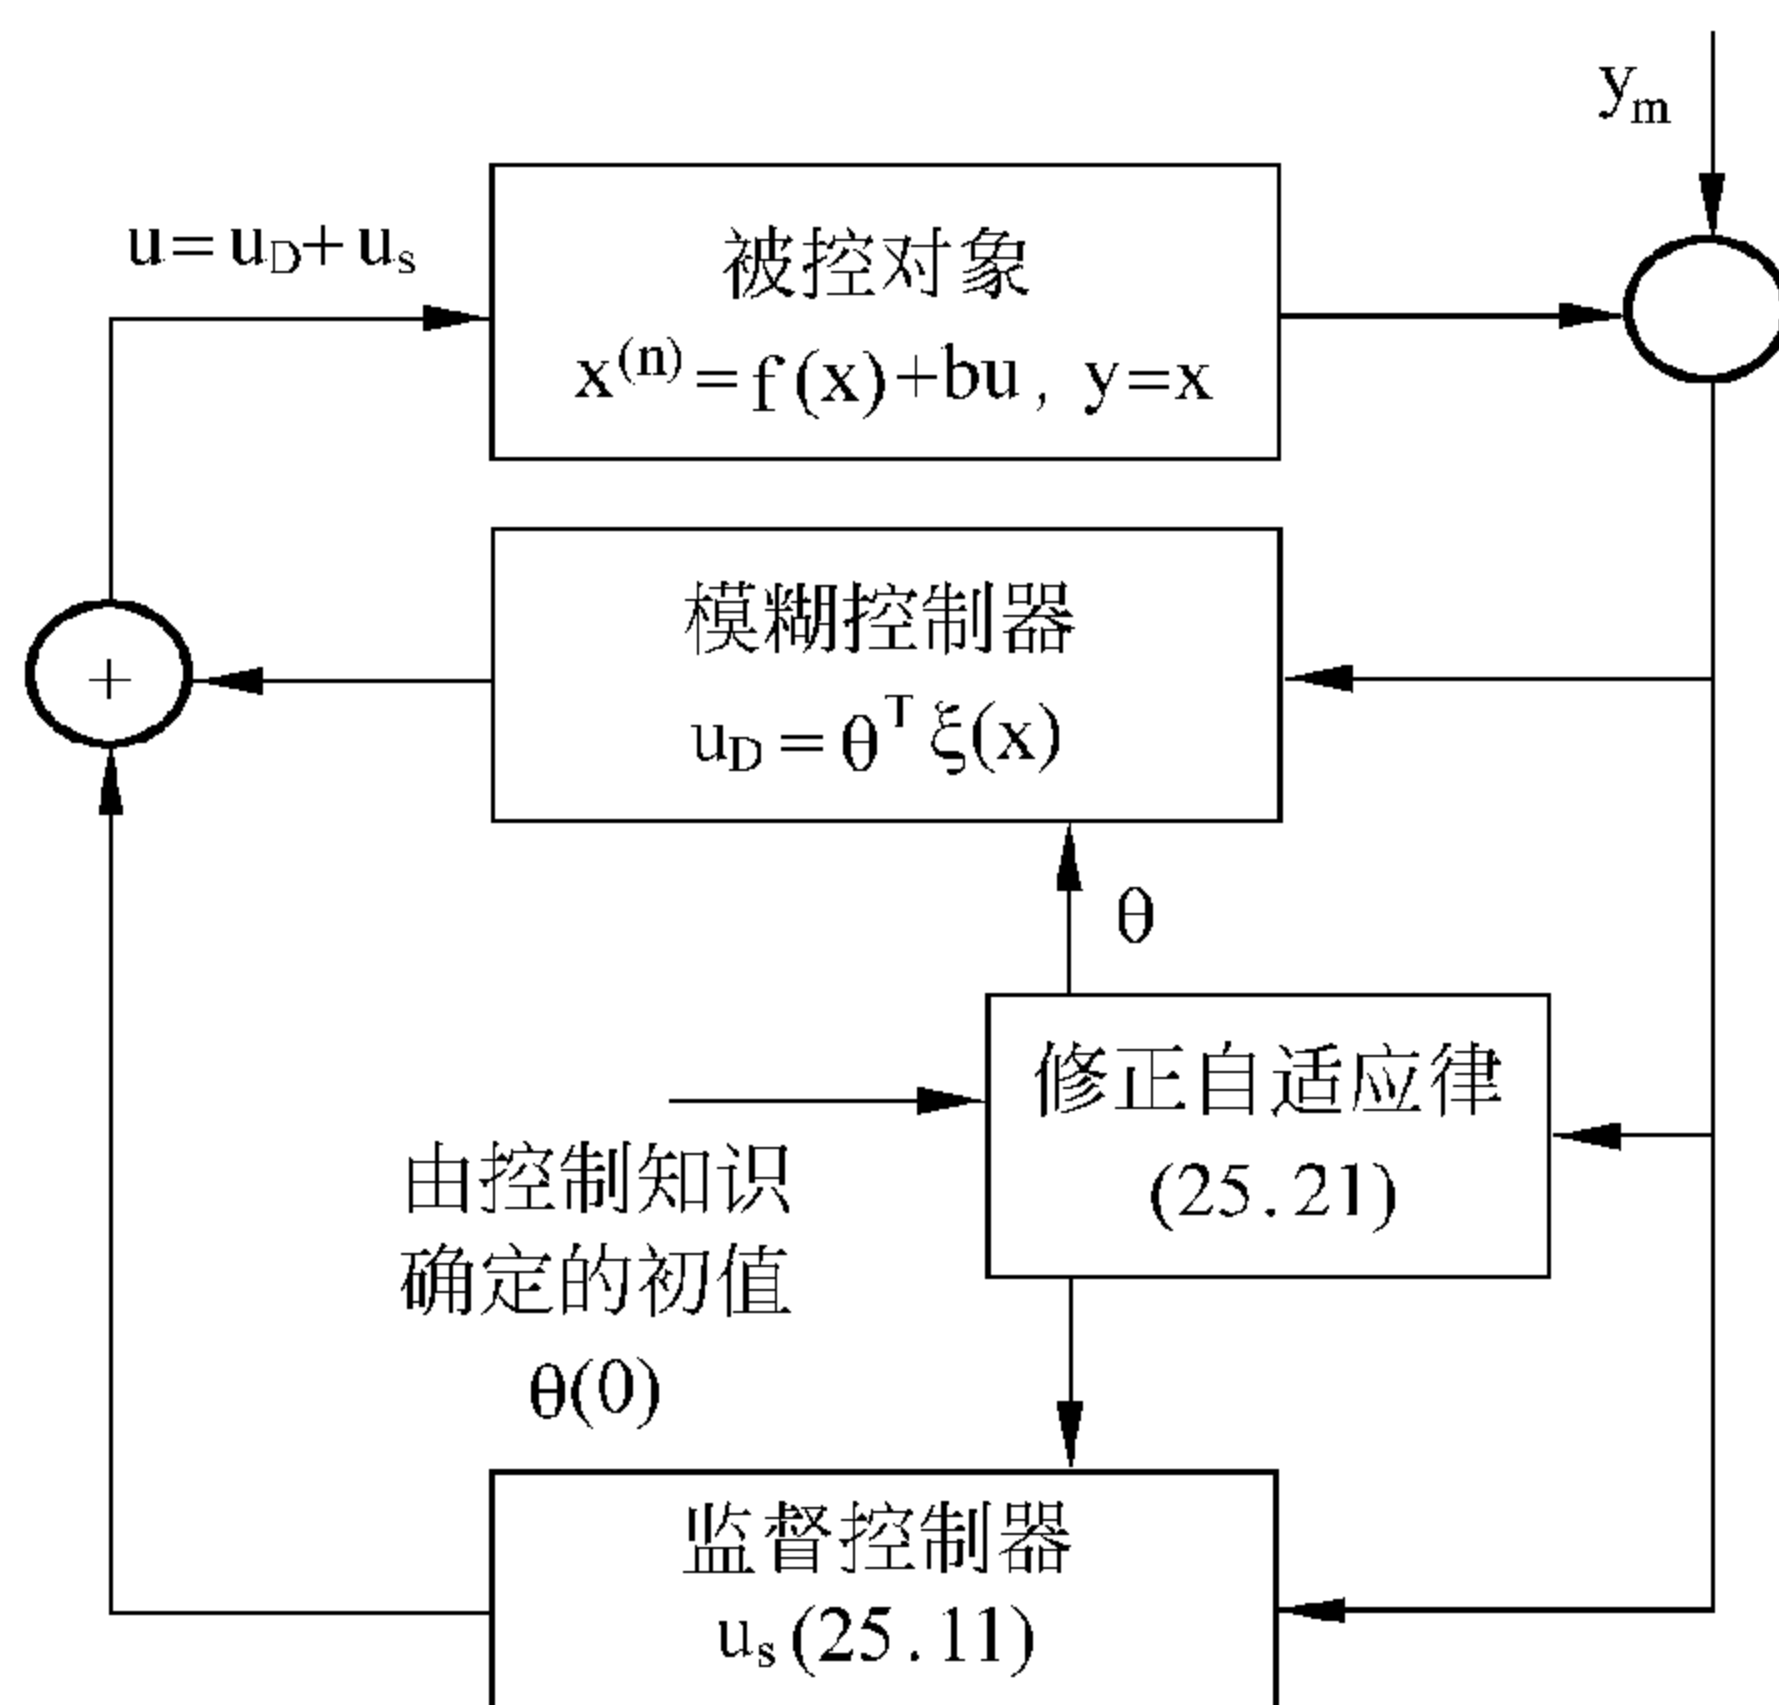 y_m
u=u_D+u_s
被控对象
x^(n)=f(x)+bu, y=x
模糊控制器
+
u_D=θ^T ξ(x)
θ
修正自适应律
(25.21)
由控制知识
确定的初值
θ(0)
监督控制器
u_s(25.11)